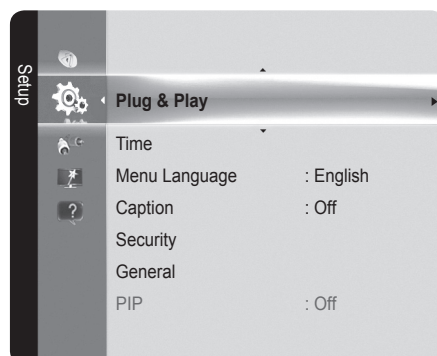 Setup
Plug & Play
Time
Menu Language : English
Caption : Off
Security
General
PIP : Off